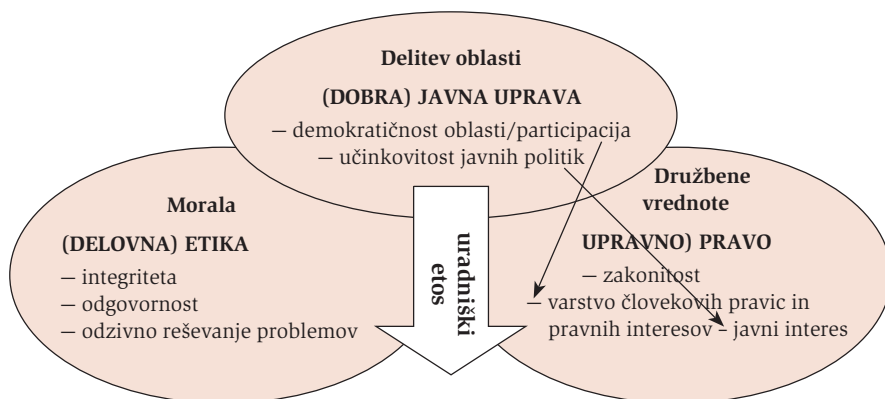 Delitev oblasti
(DOBRA) JAVNA UPRAVA
– demokratičnost oblasti/participacija
– učinkovitost javnih politik
Morala
(DELOVNA) ETIKA
– integriteta
– odgovornost
– odzivno reševanje problemov
uradniški
etos
Družbene
vrednote
UPRAVNO) PRAVO
– zakonitost
– varstvo človekovih pravic in
pravnih interesov – javni interes